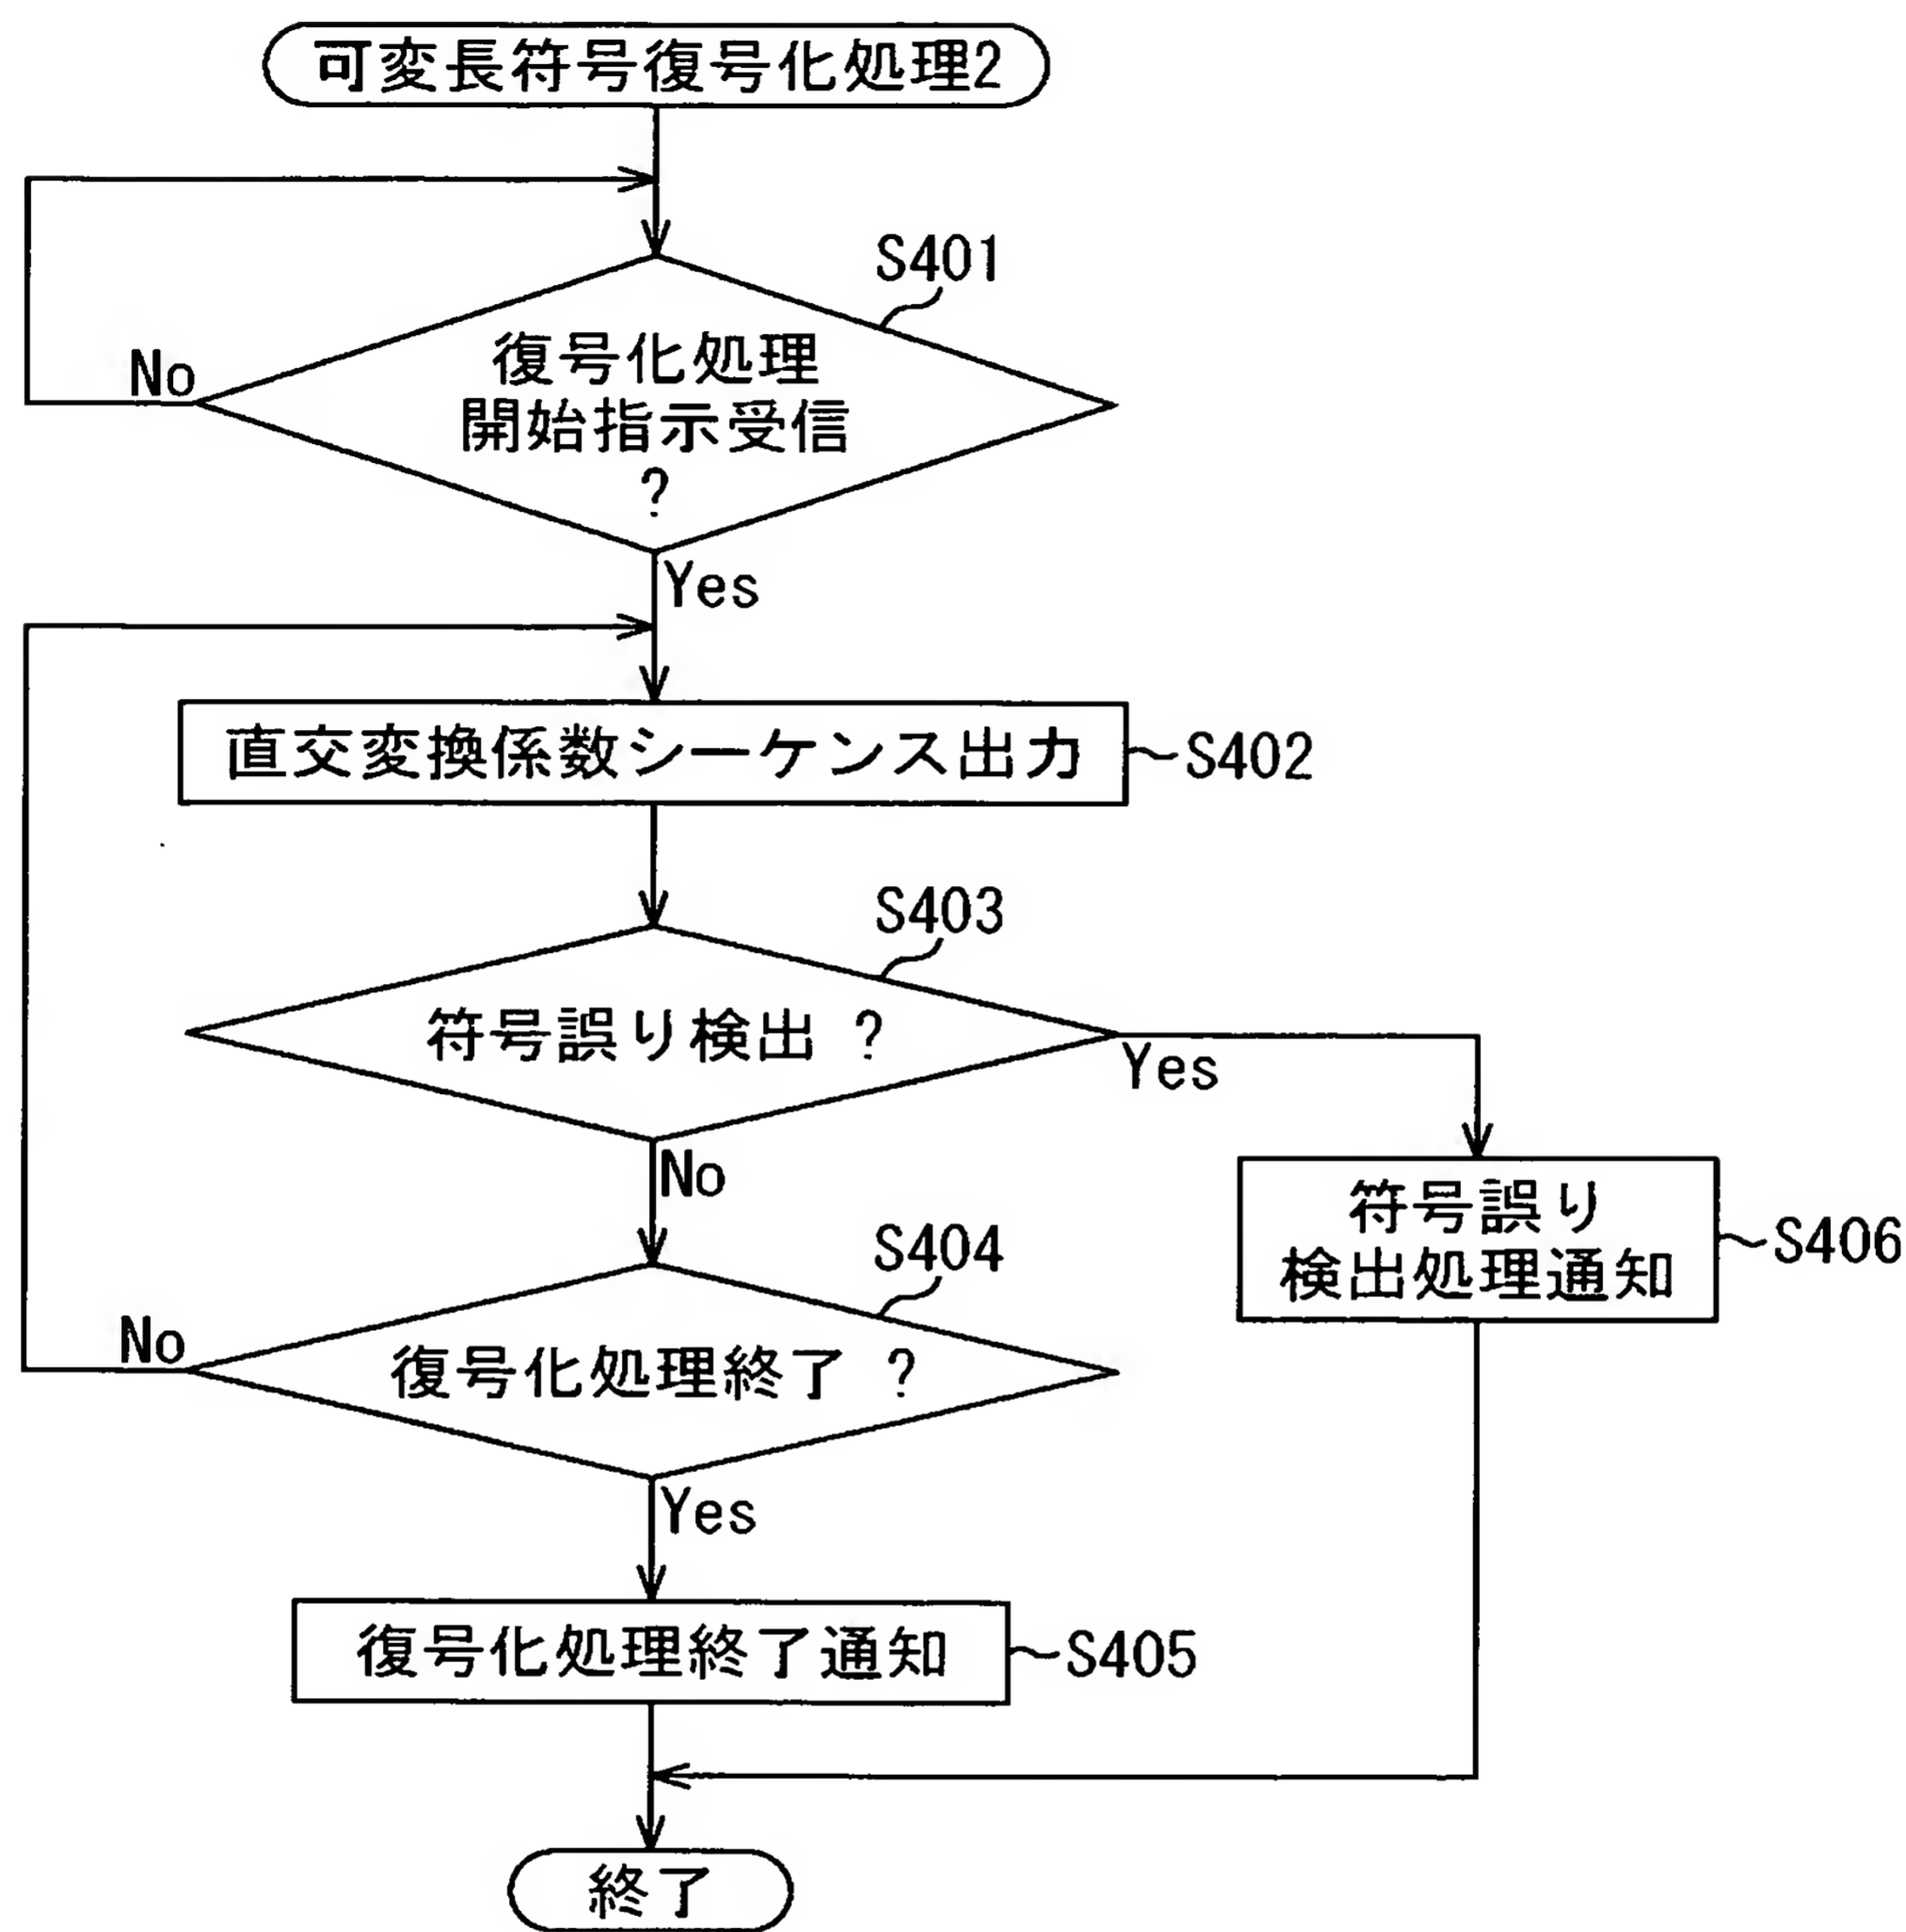 可変長符号復号化処理2
S401
復号化処理
開始指示受信
?
No
Yes
直交変換係数シーケンス出力
S402
S403
符号誤り検出 ?
Yes
No
符号誤り
検出処理通知
S406
S404
復号化処理終了 ?
No
Yes
復号化処理終了通知
S405
終了